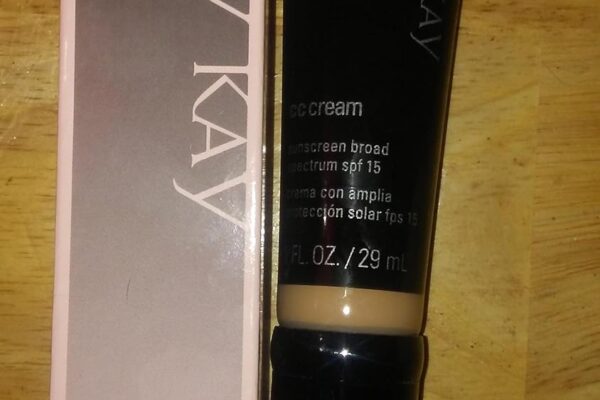 KAY
KAY
cc cream
sunscreen broad
spectrum spf 15
crema con amplia
protección solar fps 15
FL. OZ. / 29 mL